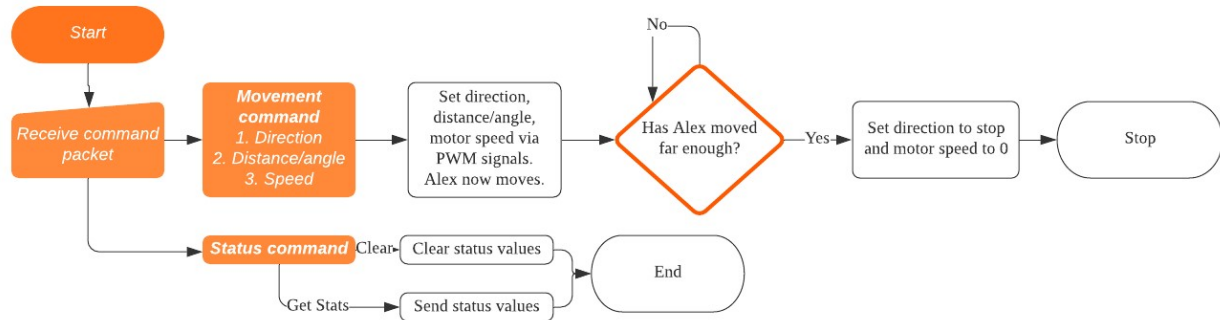 Start
Receive command
packet
Movement
command
1. Direction
2. Distance/angle
3. Speed
Set direction,
distance/angle,
motor speed via
PWM signals.
Alex now moves.
No
Has Alex moved
far enough?
Yes
Set direction to stop
and motor speed to 0
Stop
Status command
Clear
Clear status values
Get Stats
Send status values
End